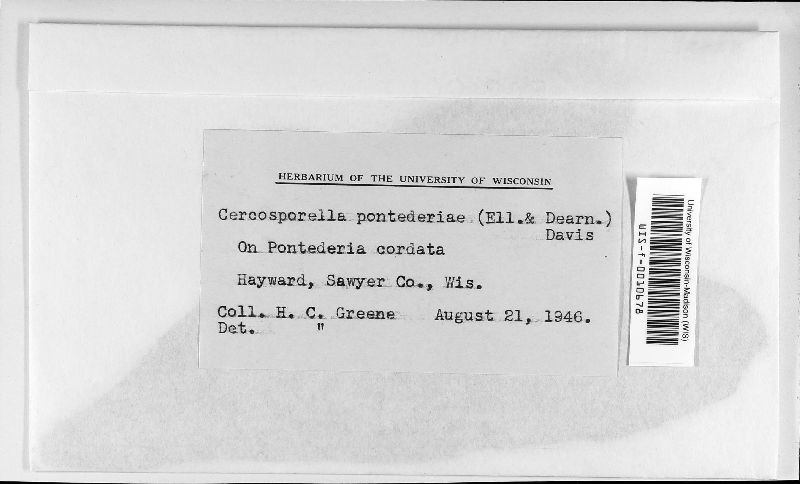 HERBARIUM OF THE UNIVERSITY OF WISCONSIN
Cercosporella pontederiae (Ell.& Dearn.)
Davis
On Pontederia cordata
Hayward, Sawyer Co., Wis.
Coll. H. C. Greene August 21, 1946.
Det. "
University of Wisconsin-Madison (WIS)
WIS-f-0010678